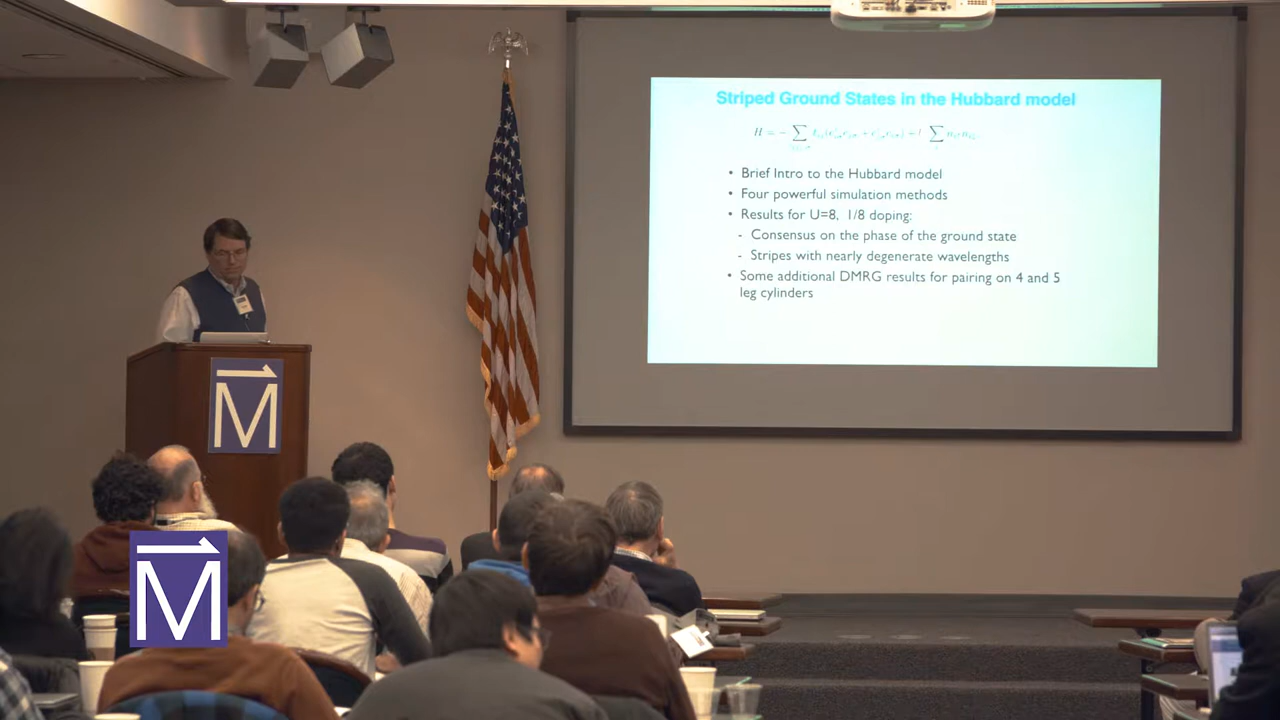 Striped Ground States in the Hubbard model
• Brief Intro to the Hubbard model
• Four powerful simulation methods
• Results for U=8, 1/8 doping:
- Consensus on the phase of the ground state
- Stripes with nearly degenerate wavelengths
• Some additional DMRG results for pairing on 4 and 5
leg cylinders
M
M